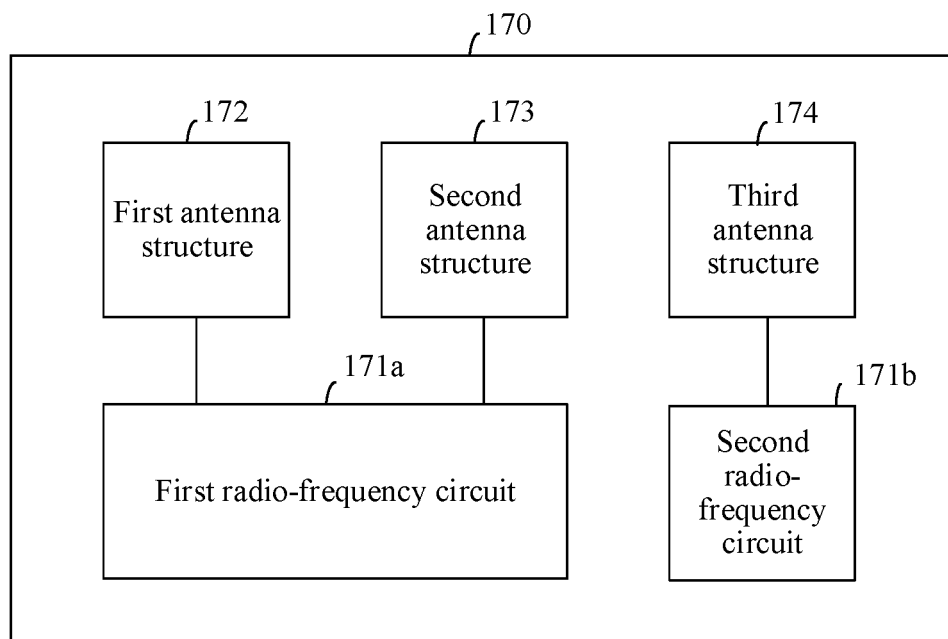 170
172
173
174
First antenna
structure
Second
antenna
structure
Third
antenna
structure
171a
171b
First radio-frequency circuit
Second
radio-
frequency
circuit